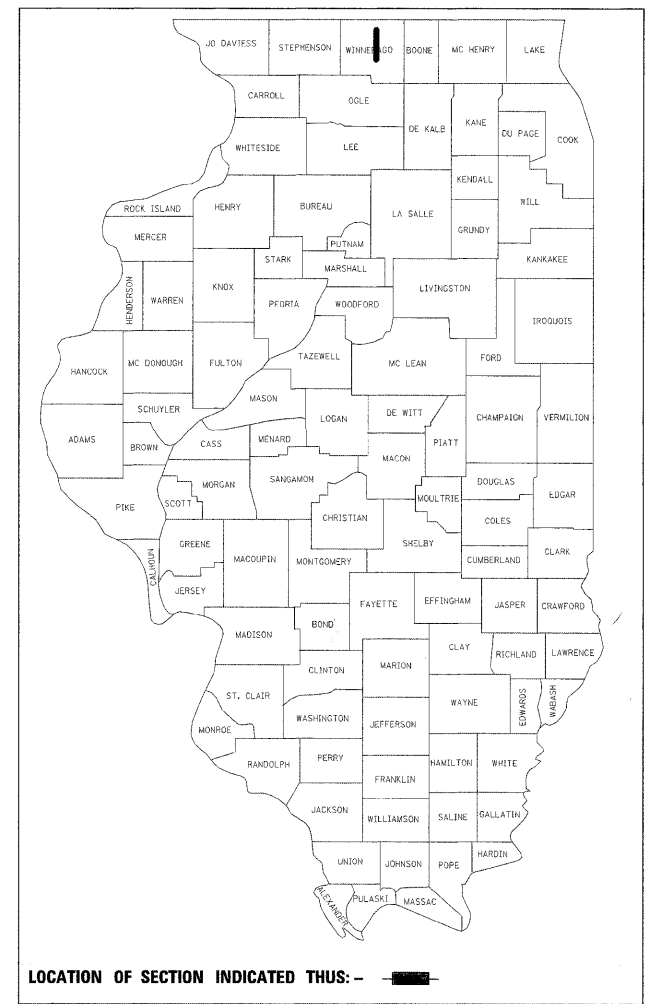 JO DAVIESS STEPHENSON WINNEBAGO BOONE MC HENRY LAKE
CARROLL OGLE
DE KALB KANE DU PAGE COOK
WHITESIDE LEE
KENDALL
ROCK ISLAND HENRY BUREAU LA SALLE WILL
GRUNDY
MERCER PUTNAM
STARK MARSHALL KANKAKEE
HENDERSON WARREN KNOX PEORIA WOODFORD LIVINGSTON
IROQUOIS
HANCOCK MC DONOUGH FULTON TAZEWELL MC LEAN FORD
MASON
SCHUYLER LOGAN DE WITT CHAMPAIGN VERMILION
ADAMS BROWN CASS MENARD PIATT
MACON
MORGAN SANGAMON DOUGLAS
PIKE SCOTT MOULTRIE EDGAR
CHRISTIAN COLES
GREENE SHELBY
CALHOUN MACOUPIN MONTGOMERY CUMBERLAND CLARK
JERSEY
FAYETTE EFFINGHAM JASPER CRAWFORD
MADISON BOND
CLAY RICHLAND LAWRENCE
CLINTON MARION
ST. CLAIR WAYNE EDWARDS WABASH
WASHINGTON JEFFERSON
MONROE
RANDOLPH PERRY HAMILTON WHITE
FRANKLIN
JACKSON WILLIAMSON SALINE GALLATIN
UNION JOHNSON POPE HARDIN
ALEXANDER PULASKI MASSAC
LOCATION OF SECTION INDICATED THUS: –